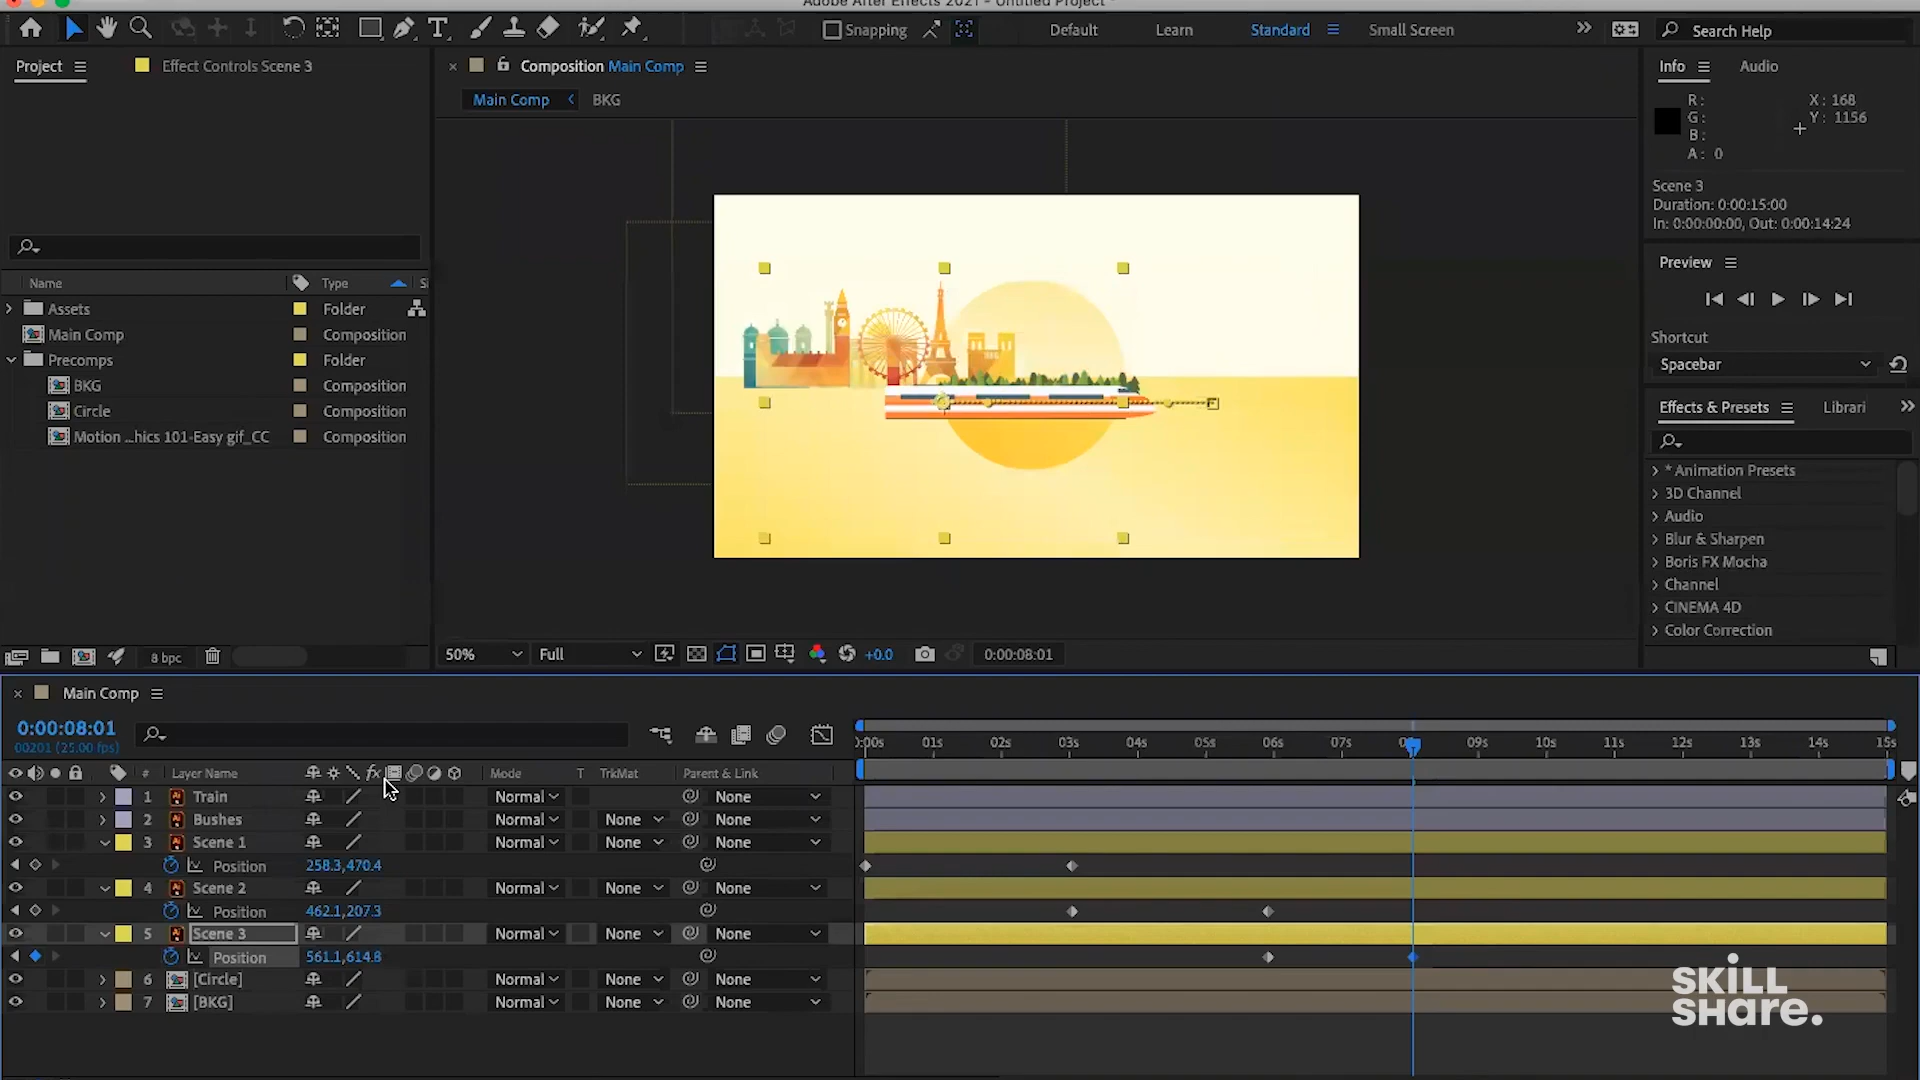 Adobe After Effects 2021 - Untitled Project
Snapping
Default
Learn
Standard
Small Screen
Search Help
Project
Effect Controls Scene 3
Composition Main Comp
Main Comp
BKG
Info
Audio
R:
G:
B:
A: 0
X: 168
Y: 1156
Scene 3
Duration: 0:00:15:00
In: 0:00:00:00, Out: 0:00:14:24
Preview
Shortcut
Spacebar
Effects & Presets
Librari
* Animation Presets
3D Channel
Audio
Blur & Sharpen
Boris FX Mocha
Channel
CINEMA 4D
Color Correction
Name
Type
Si
Assets
Folder
Main Comp
Composition
Precomps
Folder
BKG
Composition
Circle
Composition
Motion ...hics 101-Easy gif_CC
Composition
8 bpc
50%
Full
+0.0
0:00:08:01
Main Comp
0:00:08:01
00201 (25.00 fps)
:00s 01s 02s 03s 04s 05s 06s 07s 09s 10s 11s 12s 13s 14s 15s
# Layer Name fx Mode T TrkMat Parent & Link
1 Train Normal None
2 Bushes Normal None None
3 Scene 1 Normal None None
Position 258.3,470.4
4 Scene 2 Normal None None
Position 462.1,207.3
5 Scene 3 Normal None None
Position 561.1,614.8
6 [Circle] Normal None None
7 [BKG] Normal None None
SKILL
SHARE.